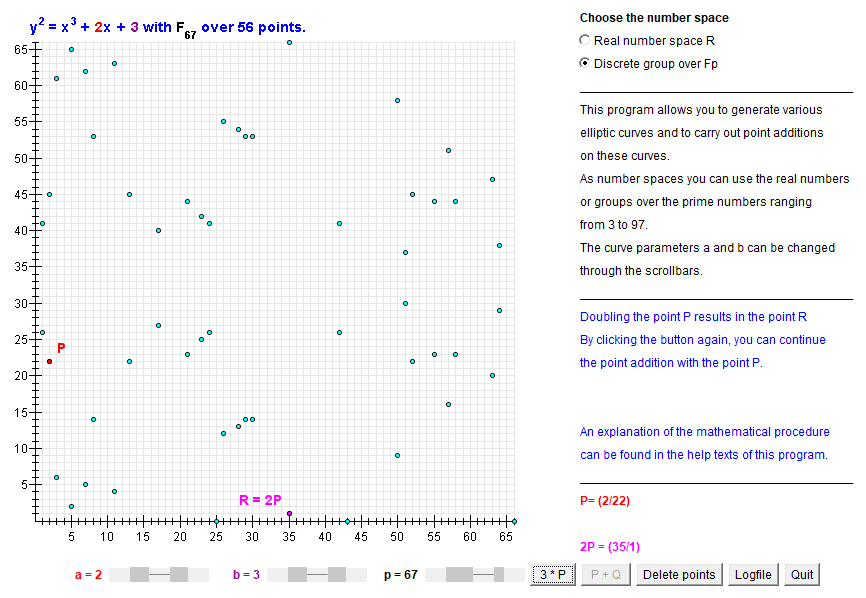 y² = x³ + 2x + 3 with F₆₇ over 56 points.
65
60
55
50
45
40
35
30
25
20
15
10
5
P
R = 2P
5 10 15 20 25 30 35 40 45 50 55 60 65
a = 2 b = 3 p = 67 3 * P P + Q Delete points Logfile Quit
Choose the number space
Real number space R
Discrete group over Fp
This program allows you to generate various
elliptic curves and to carry out point additions
on these curves.
As number spaces you can use the real numbers
or groups over the prime numbers ranging
from 3 to 97.
The curve parameters a and b can be changed
through the scrollbars.
Doubling the point P results in the point R
By clicking the button again, you can continue
the point addition with the point P.
An explanation of the mathematical procedure
can be found in the help texts of this program.
P= (2/22)
2P = (35/1)